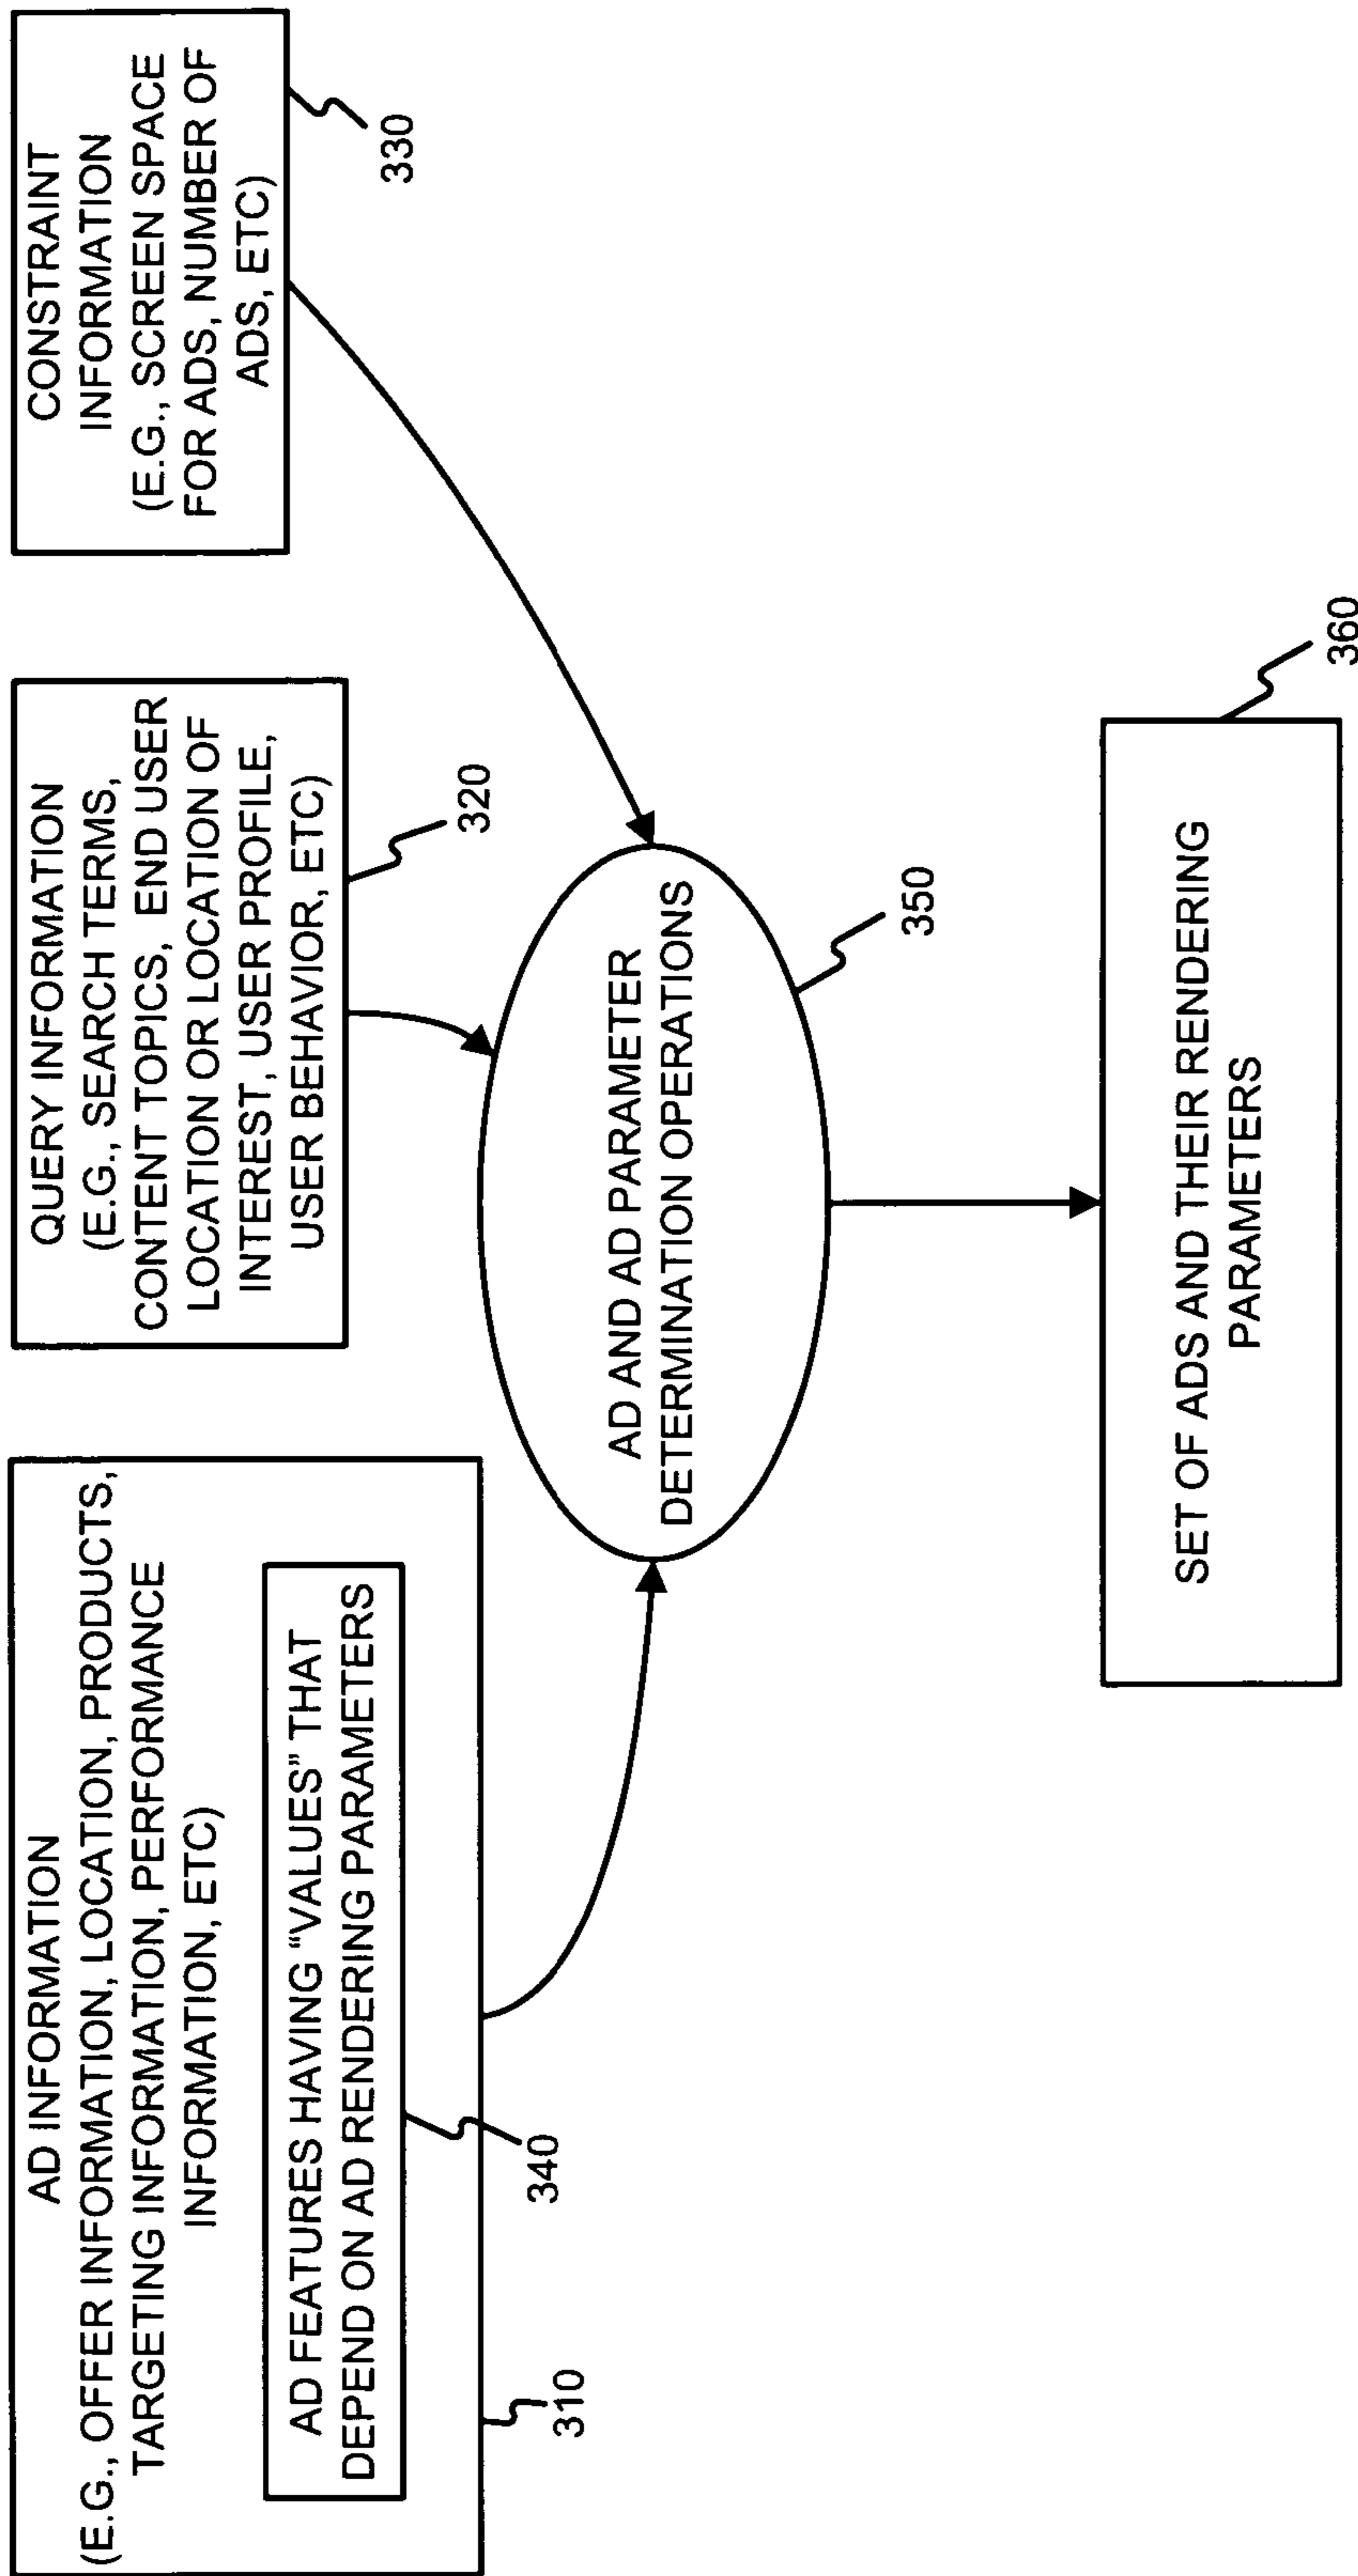 AD INFORMATION
(E.G., OFFER INFORMATION, LOCATION, PRODUCTS,
TARGETING INFORMATION, PERFORMANCE
INFORMATION, ETC)
AD FEATURES HAVING “VALUES” THAT
DEPEND ON AD RENDERING PARAMETERS
340
310
QUERY INFORMATION
(E.G., SEARCH TERMS,
CONTENT TOPICS, END USER
LOCATION OR LOCATION OF
INTEREST, USER PROFILE,
USER BEHAVIOR, ETC)
320
CONSTRAINT
INFORMATION
(E.G., SCREEN SPACE
FOR ADS, NUMBER OF
ADS, ETC)
330
AD AND AD PARAMETER
DETERMINATION OPERATIONS
350
SET OF ADS AND THEIR RENDERING
PARAMETERS
360